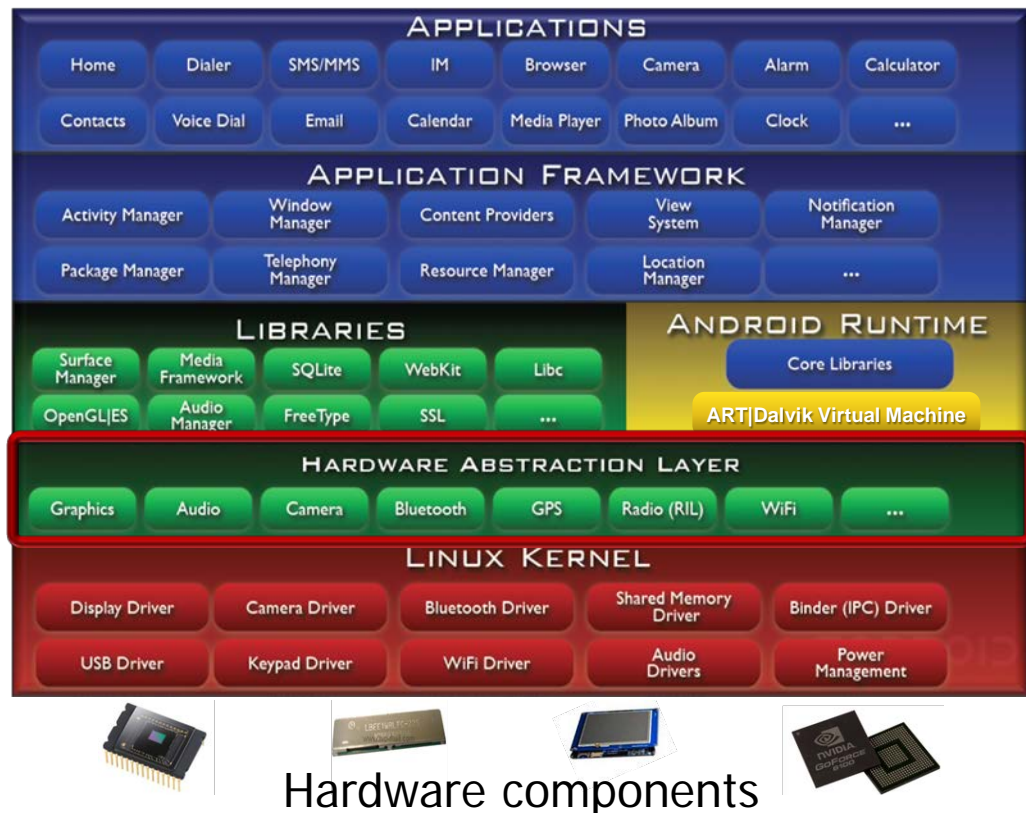 APPLICATIONS
Home Dialer SMS/MMS IM Browser Camera Alarm Calculator
Contacts Voice Dial Email Calendar Media Player Photo Album Clock ...
APPLICATION FRAMEWORK
Activity Manager Window Manager Content Providers View System Notification Manager
Package Manager Telephony Manager Resource Manager Location Manager ...
LIBRARIES
Surface Manager Media Framework SQLite WebKit Libc
OpenGL|ES Audio Manager FreeType SSL ...
ANDROID RUNTIME
Core Libraries
ART|Dalvik Virtual Machine
HARDWARE ABSTRACTION LAYER
Graphics Audio Camera Bluetooth GPS Radio (RIL) WiFi ...
LINUX KERNEL
Display Driver Camera Driver Bluetooth Driver Shared Memory Driver Binder (IPC) Driver
USB Driver Keypad Driver WiFi Driver Audio Drivers Power Management
NVIDIA
GoForce
Hardware components